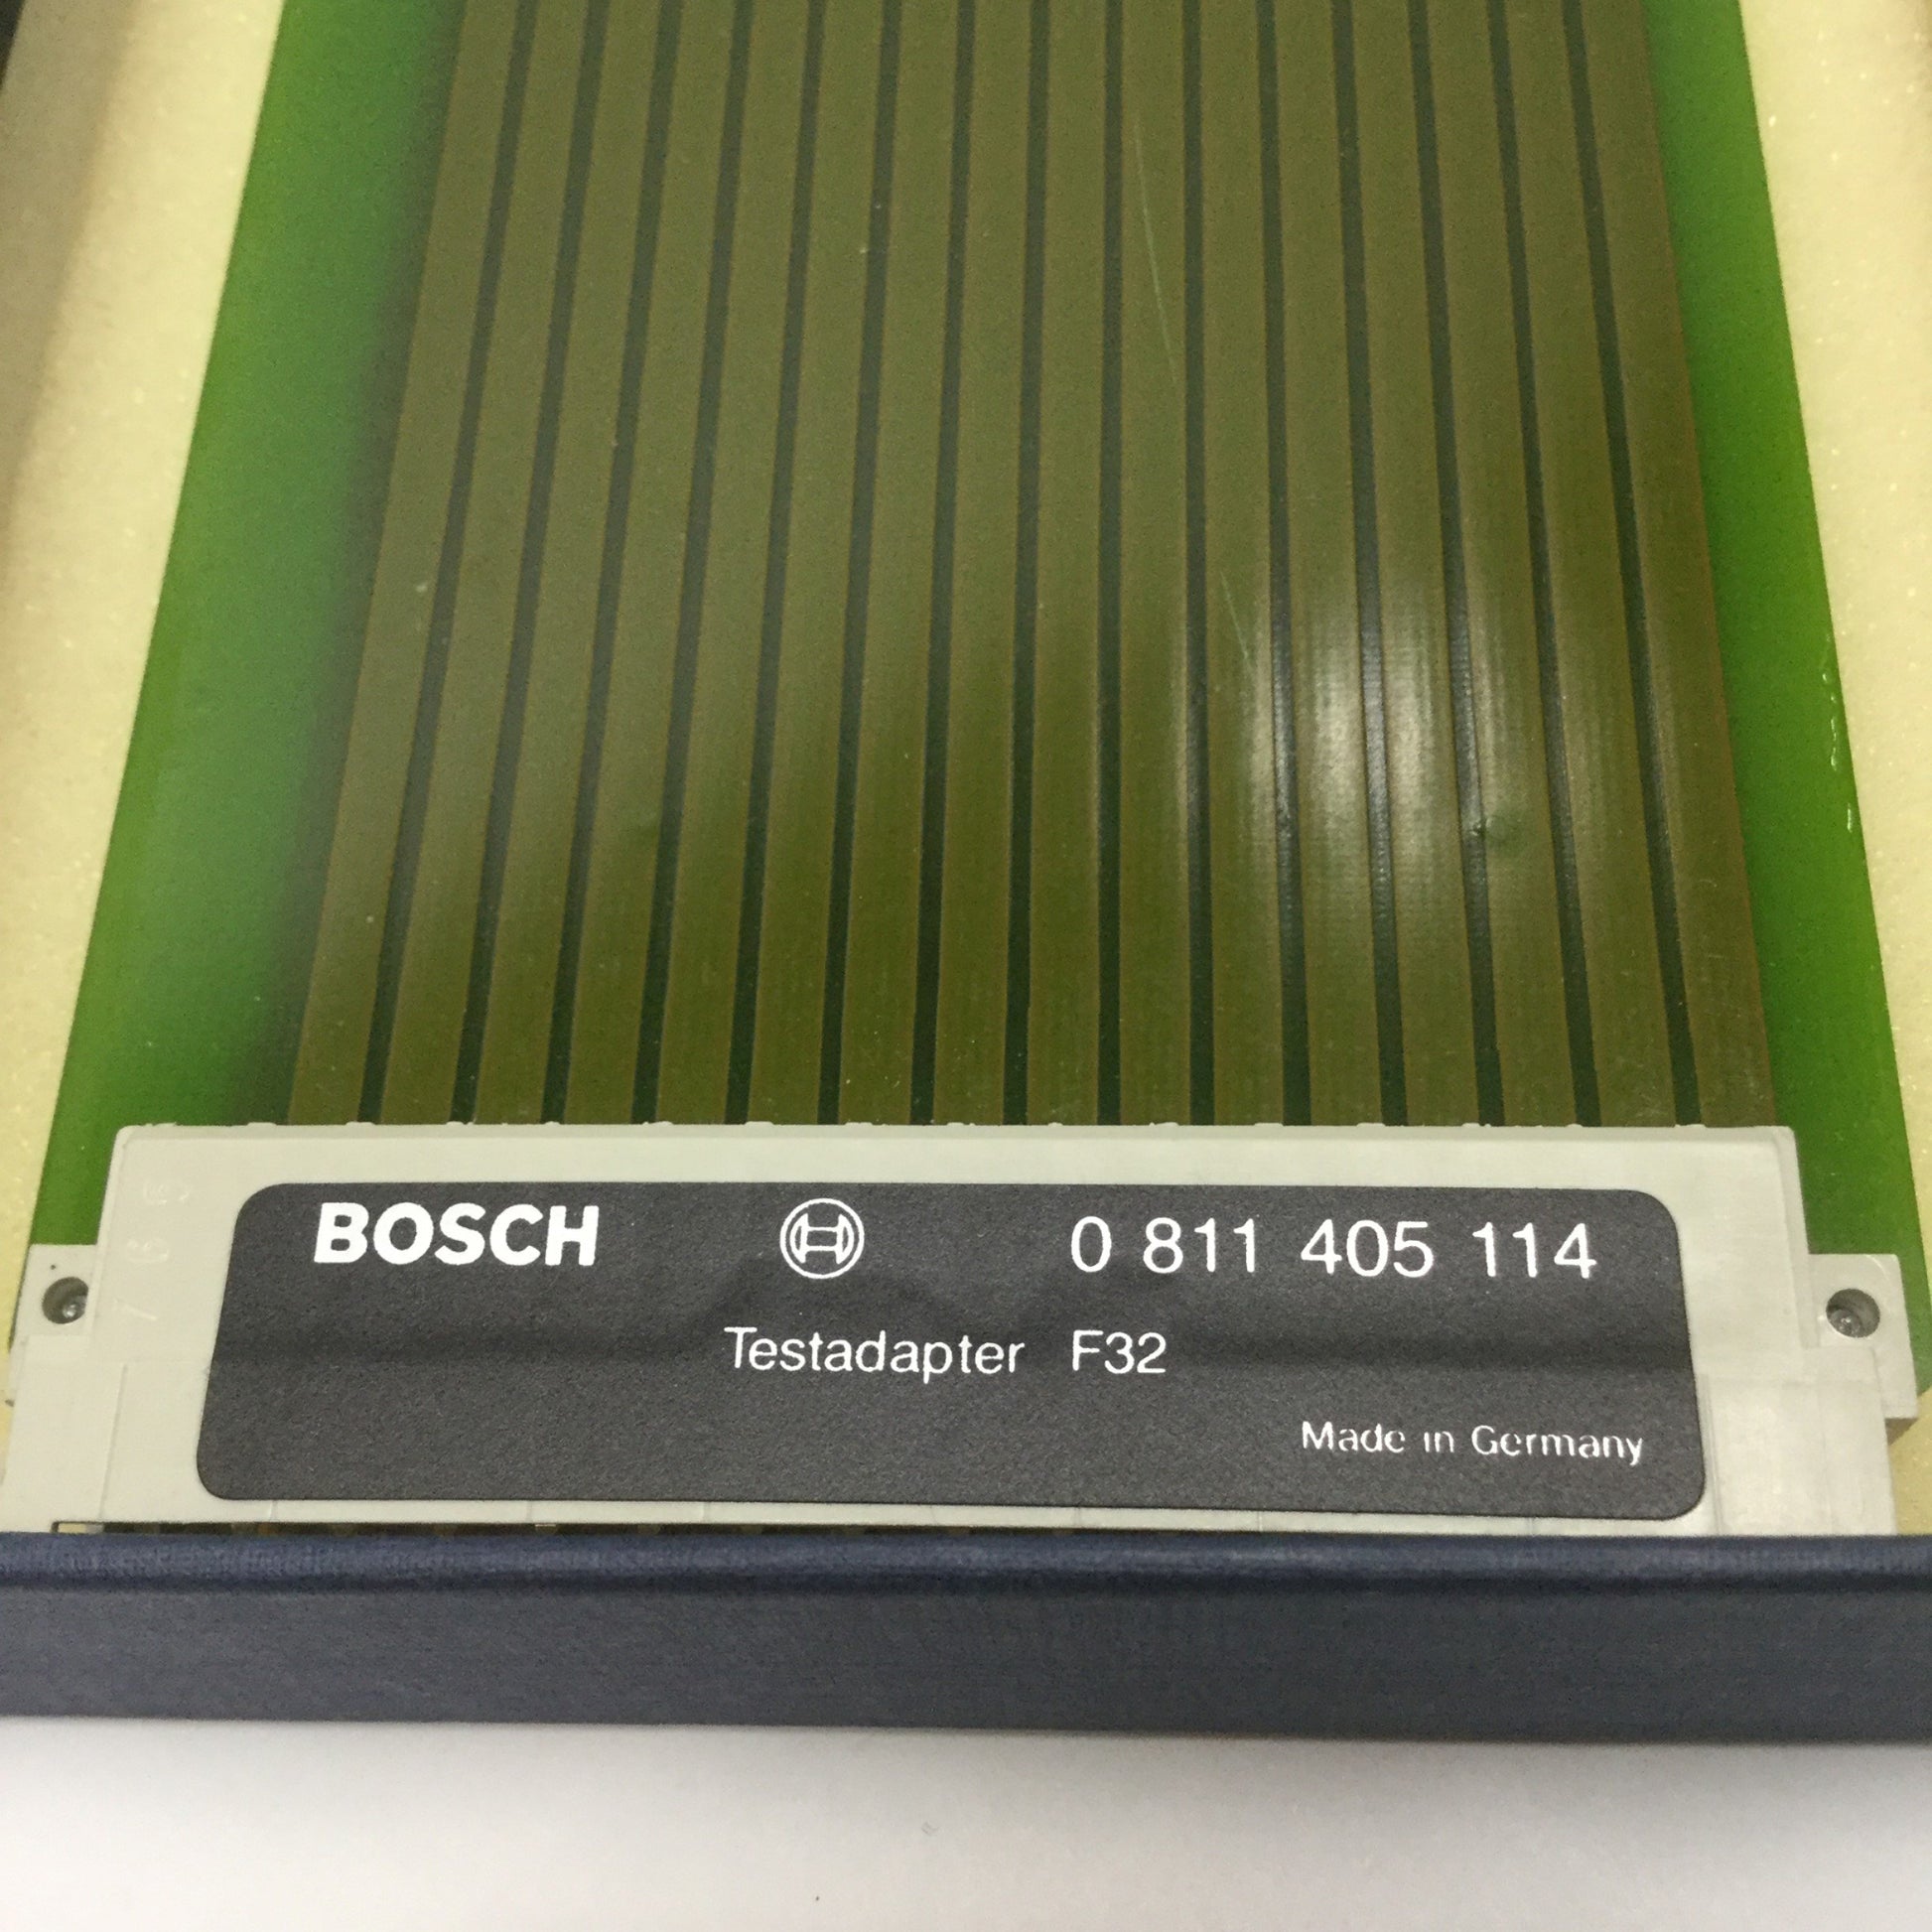 BOSCH 0 811 405 114
Testadapter F32
Made in Germany